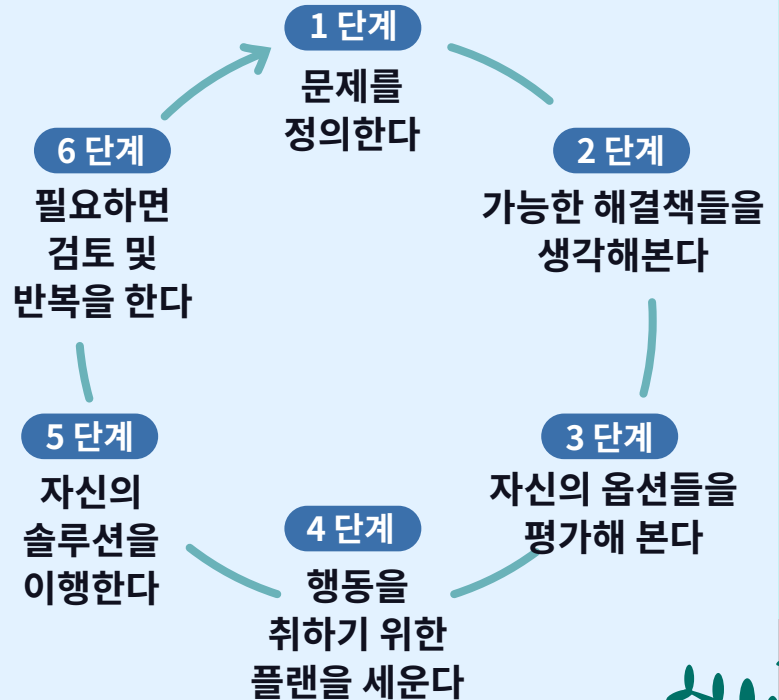 1 단계
문제를
정의한다
2 단계
가능한 해결책들을
생각해본다
3 단계
자신의 옵션들을
평가해 본다
4 단계
행동을
취하기 위한
플랜을 세운다
5 단계
자신의
솔루션을
이행한다
6 단계
필요하면
검토 및
반복을 한다